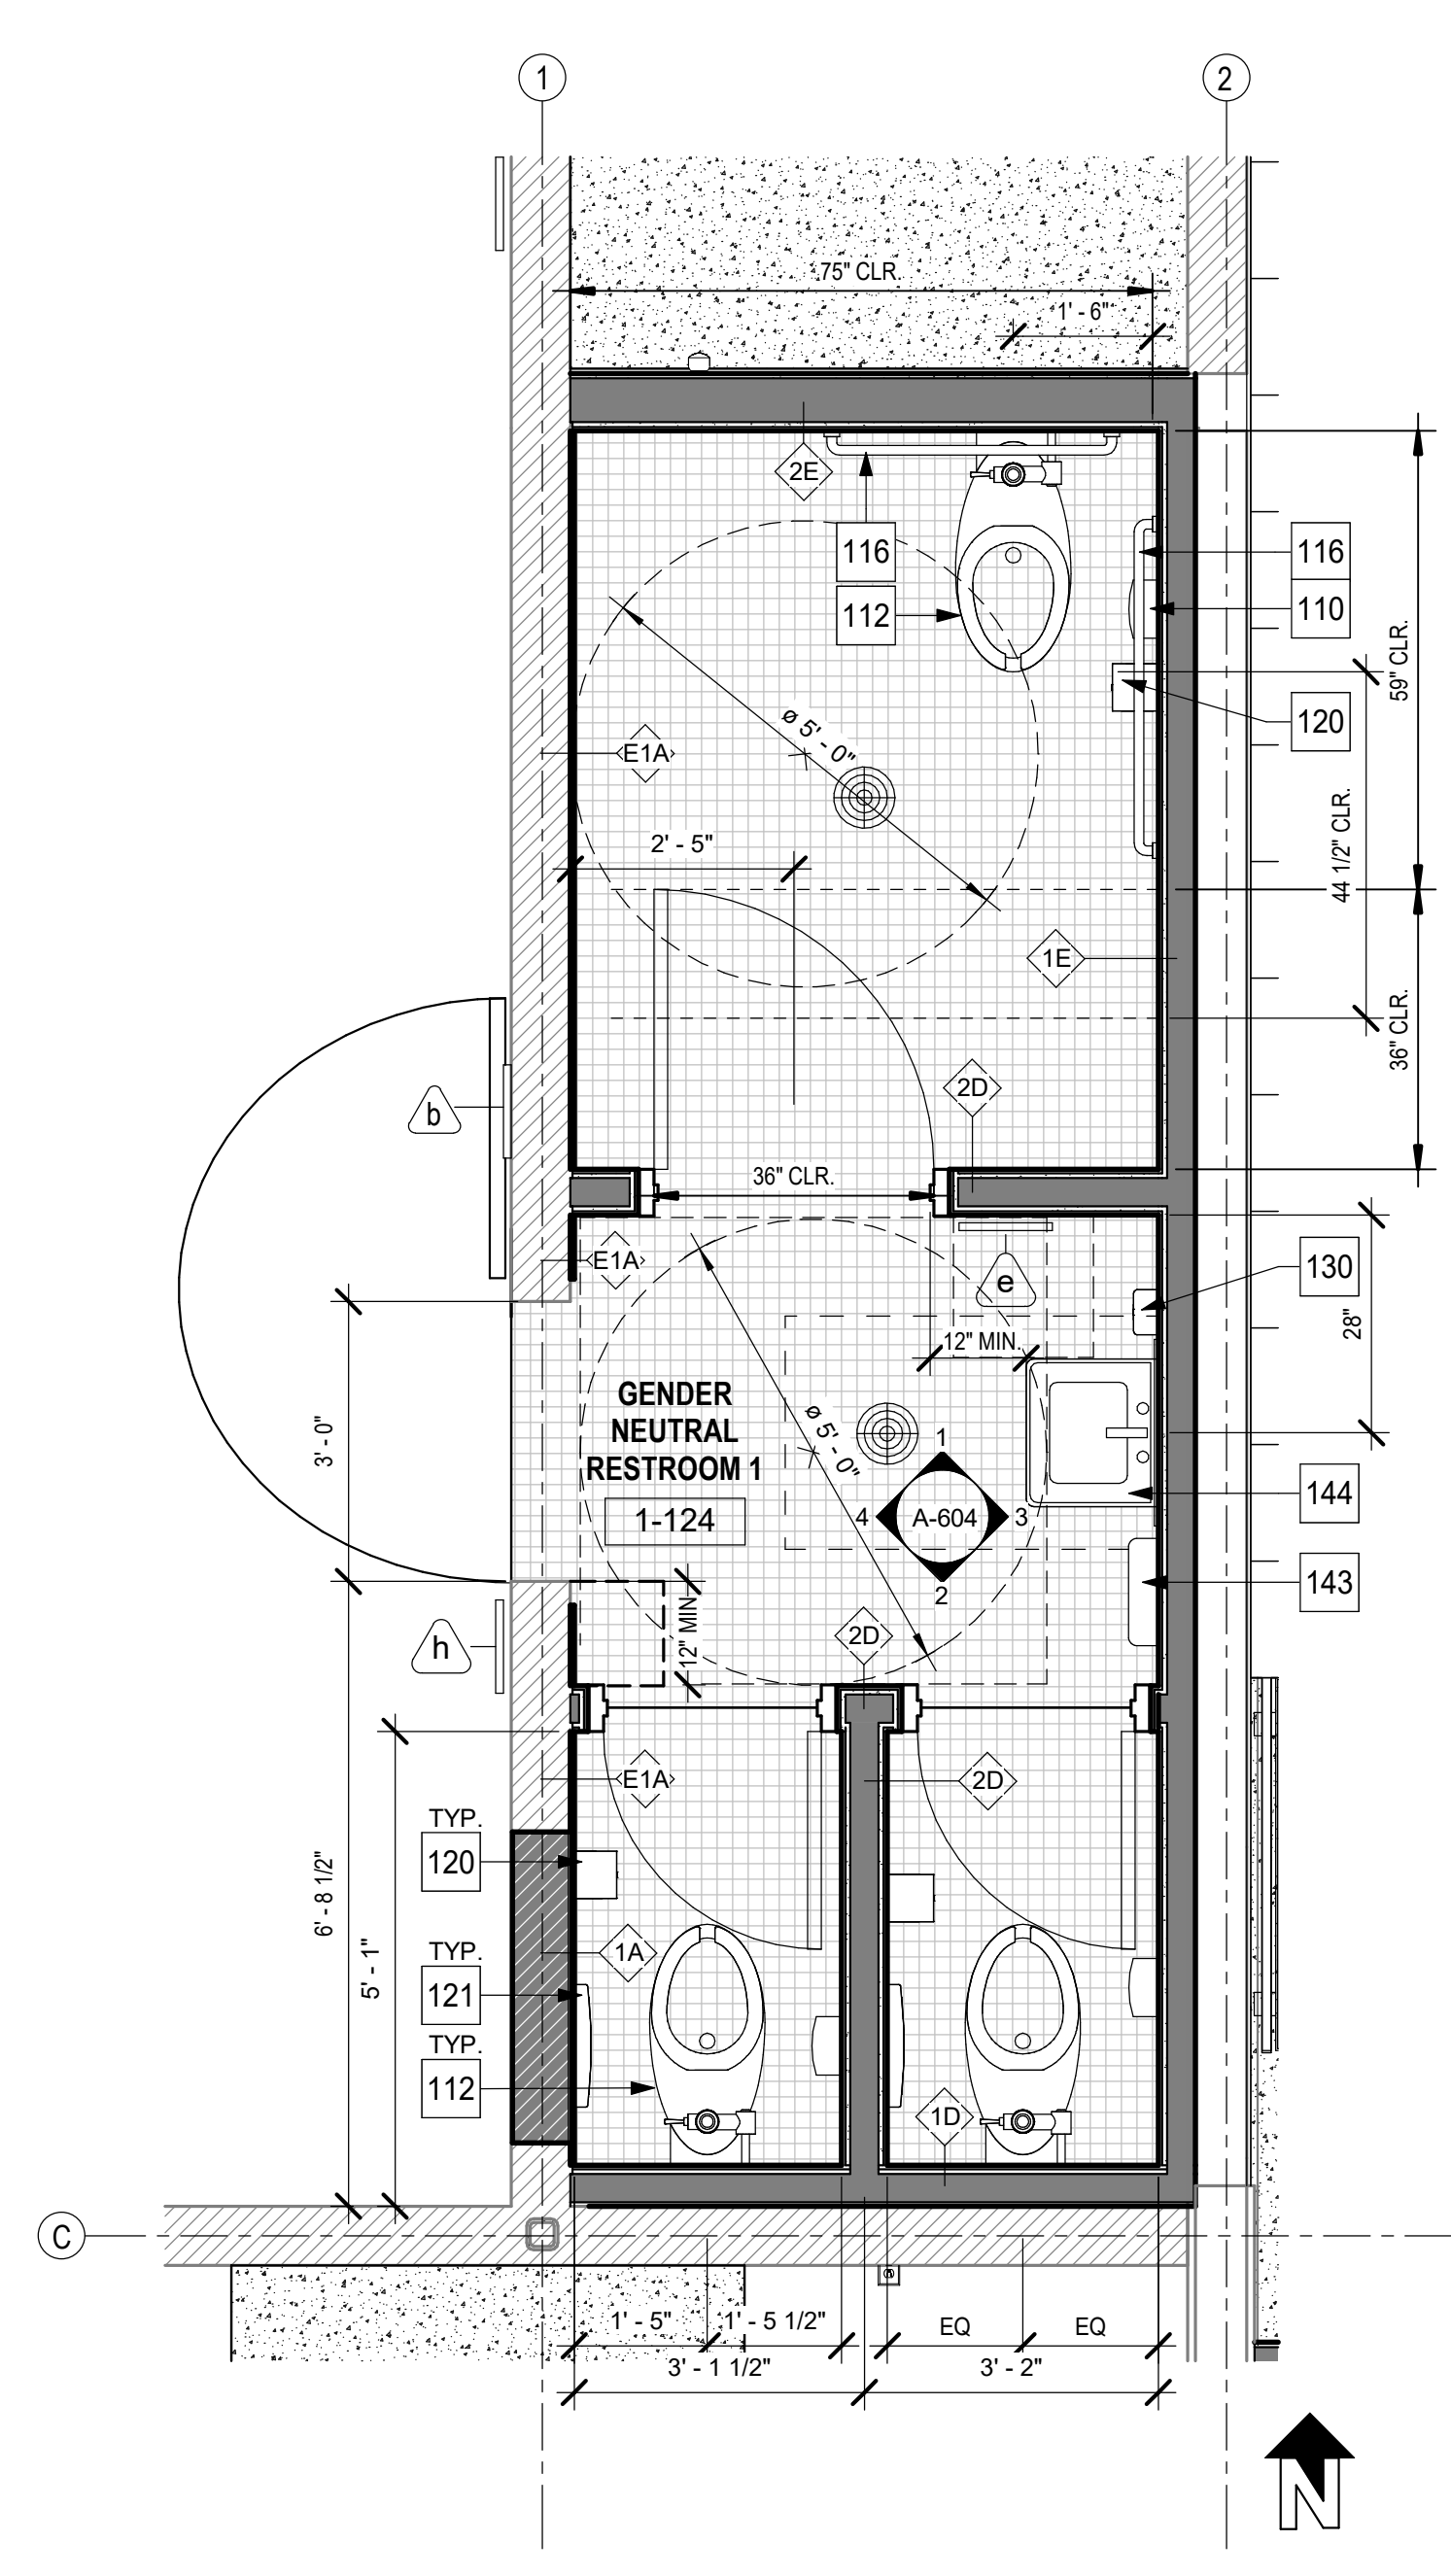 1
2
75" CLR.
1' - 6"
2E
116
112
116
110
120
59" CLR.
E1A
ø 5' - 0"
2' - 5"
44 1/2" CLR.
1E
36" CLR.
2D
b
36" CLR.
E1A
e
130
28"
12" MIN.
3' - 0"
GENDER
NEUTRAL
RESTROOM 1
1-124
ø 5' - 0"
1
4
A-604
3
2
144
143
h
12" MIN
2D
E1A
2D
TYP.
120
6' - 8 1/2"
5' - 1"
1A
TYP.
121
TYP.
112
1D
C
1' - 5"
1' - 5 1/2"
EQ
EQ
3' - 1 1/2"
3' - 2"
N